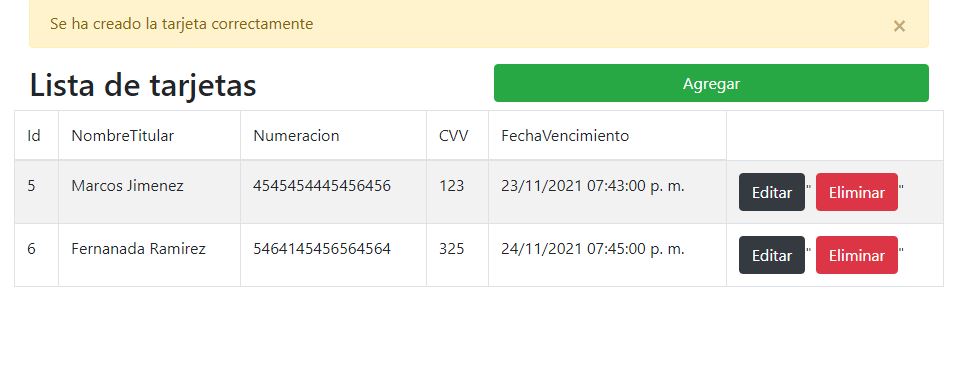 Se ha creado la tarjeta correctamente ×
Lista de tarjetas Agregar
Id NombreTitular Numeracion CVV FechaVencimiento
5 Marcos Jimenez 4545454445456456 123 23/11/2021 07:43:00 p. m. Editar" Eliminar"
6 Fernanada Ramirez 5464145456564564 325 24/11/2021 07:45:00 p. m. Editar" Eliminar"